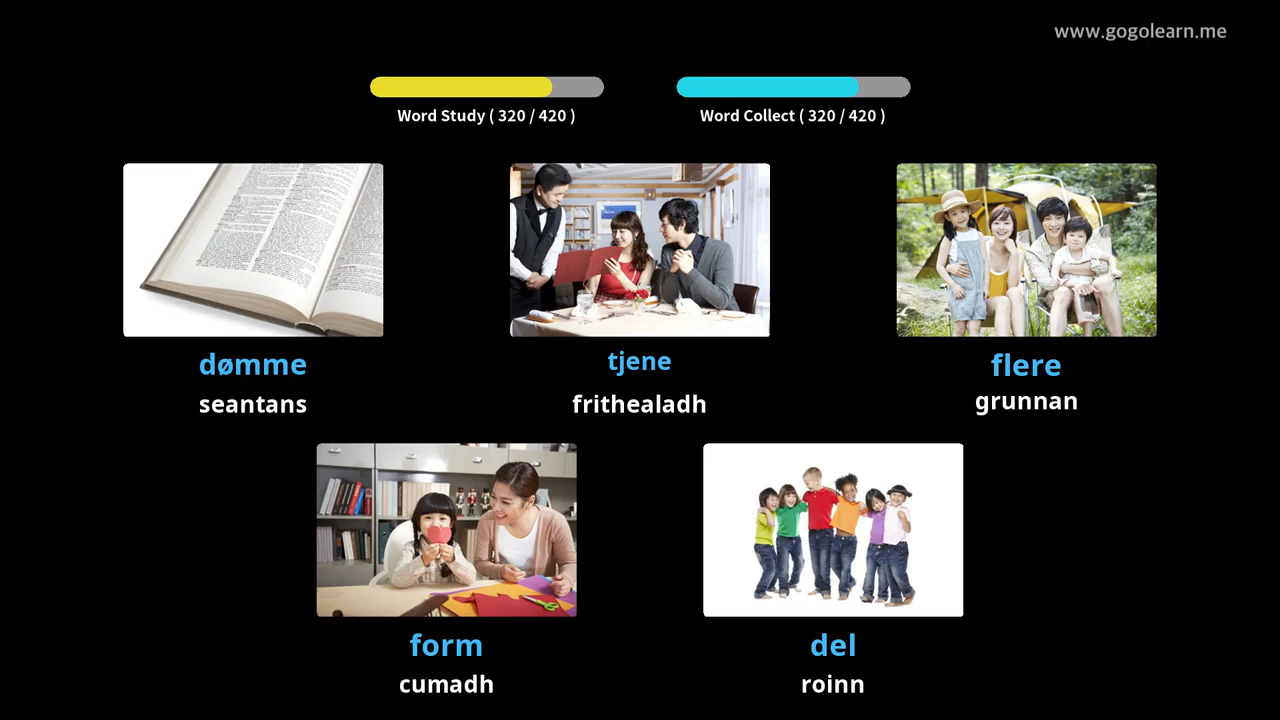 www.gogolearn.me
Word Study ( 320 / 420 )
Word Collect ( 320 / 420 )
dømme
seantans
tjene
frithealadh
flere
grunnan
form
cumadh
del
roinn